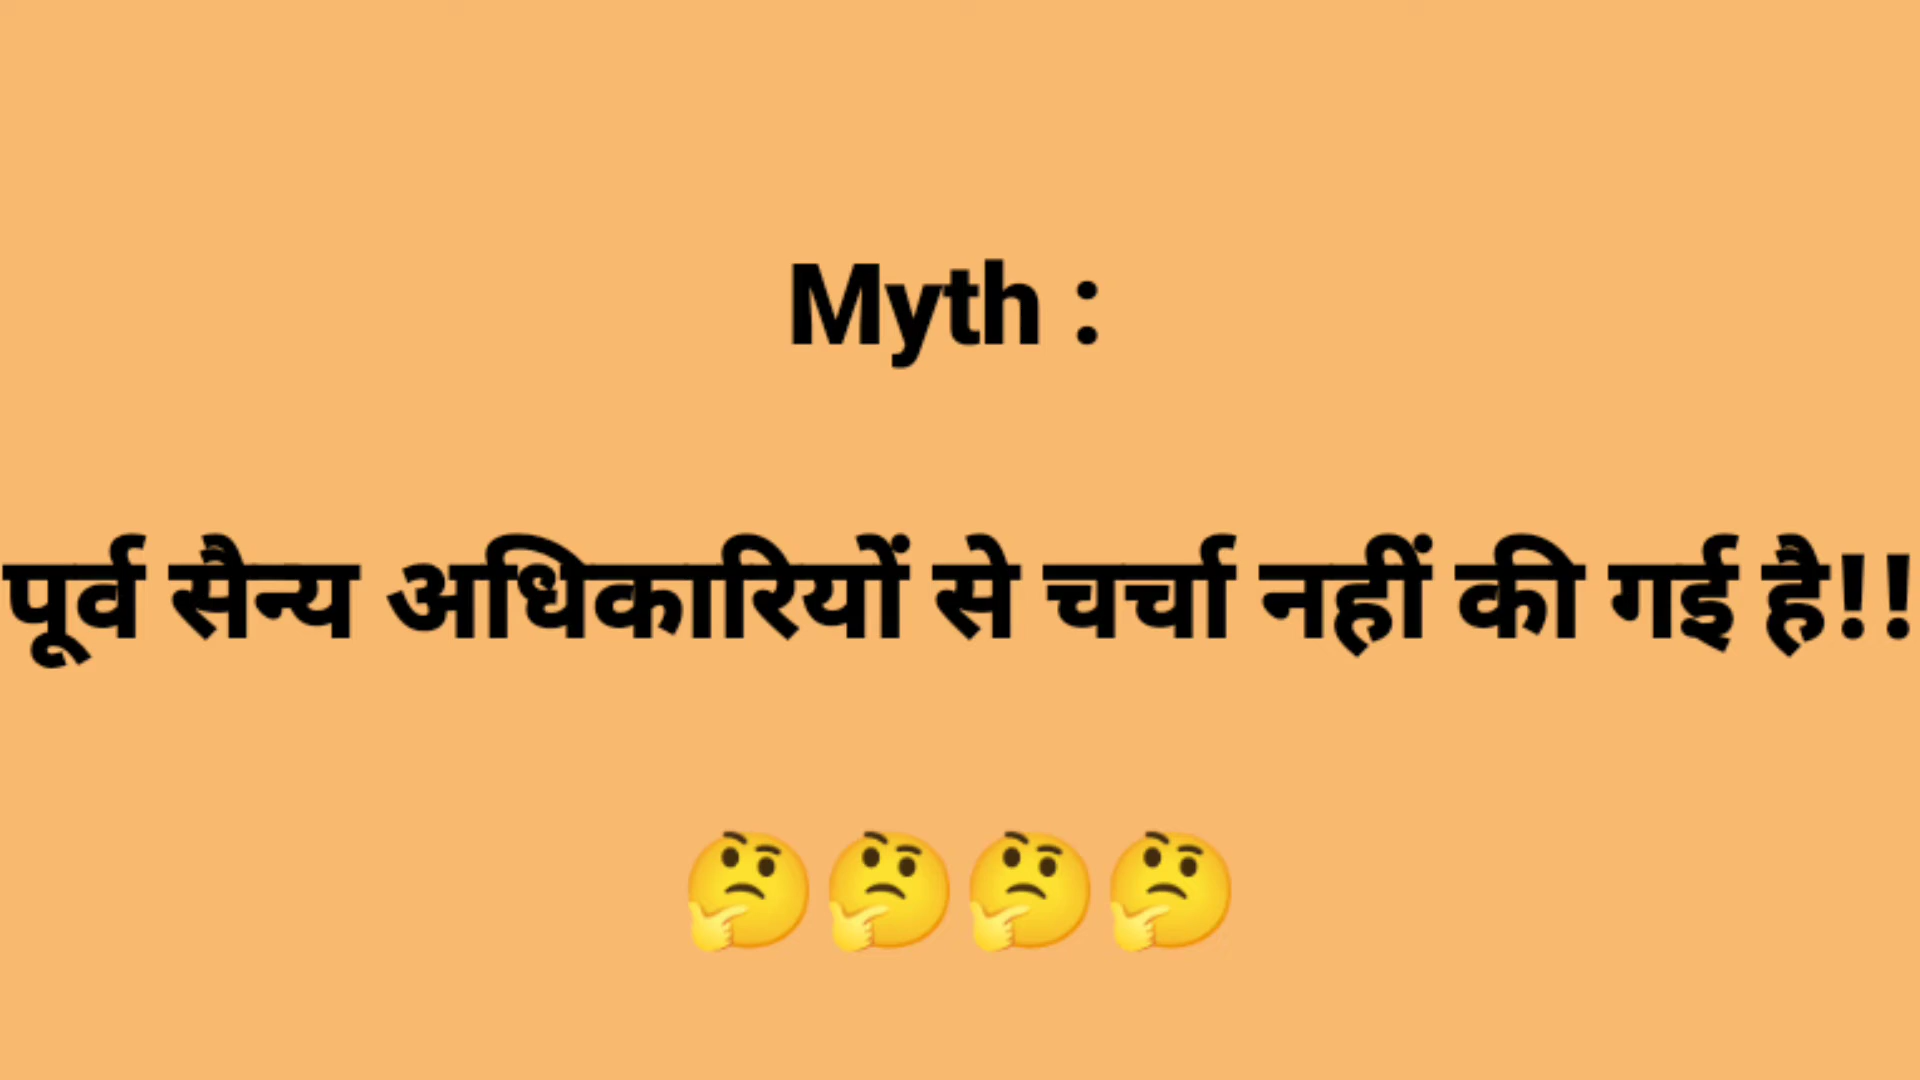 Myth :
पूर्व सैन्य अधिकारियों से चर्चा नहीं की गई है!!
🤔🤔🤔🤔